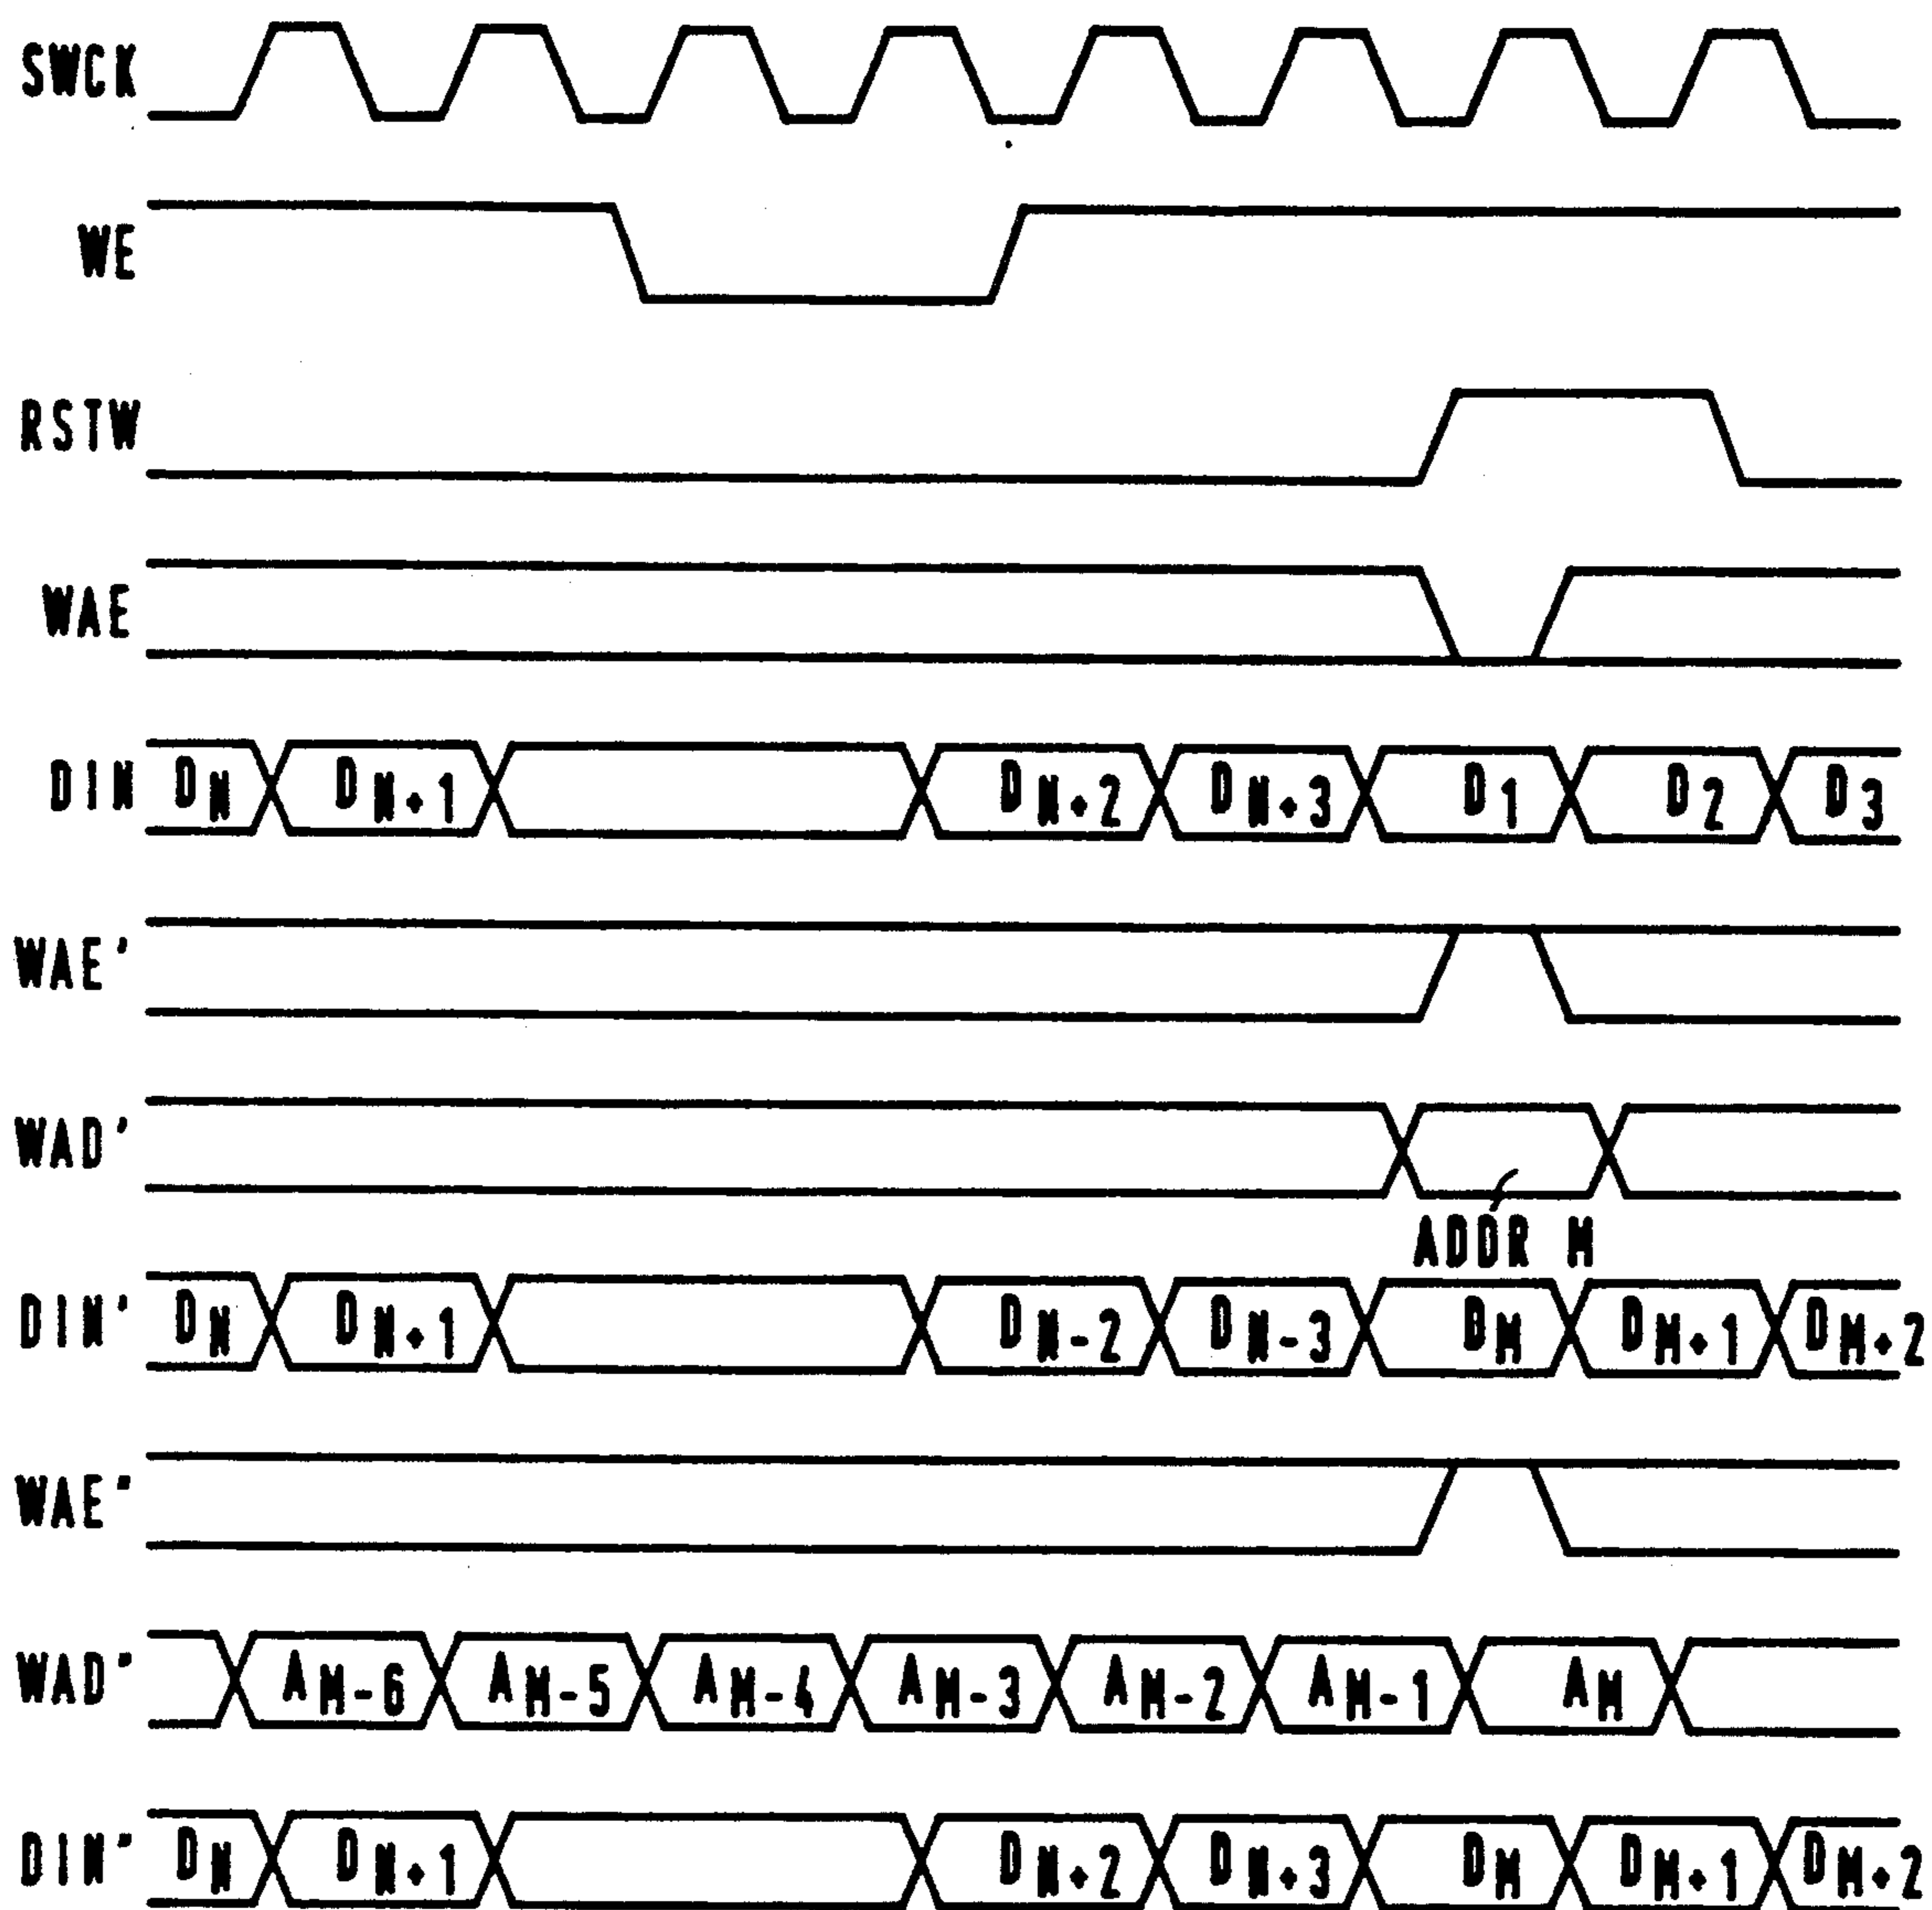 SWCK
WE
RSTW
WAE
DIN DN DN+1 DN+2 DN+3 D1 D2 D3
WAE'
WAD'
ADDR M
DIN' DN DN+1 DN-2 DN-3 DM DM+1 DM+2
WAE"
WAD" AM-6 AM-5 AM-4 AM-3 AM-2 AM-1 AM
DIN" DN DN+1 DN+2 DN+3 DM DM+1 DM+2